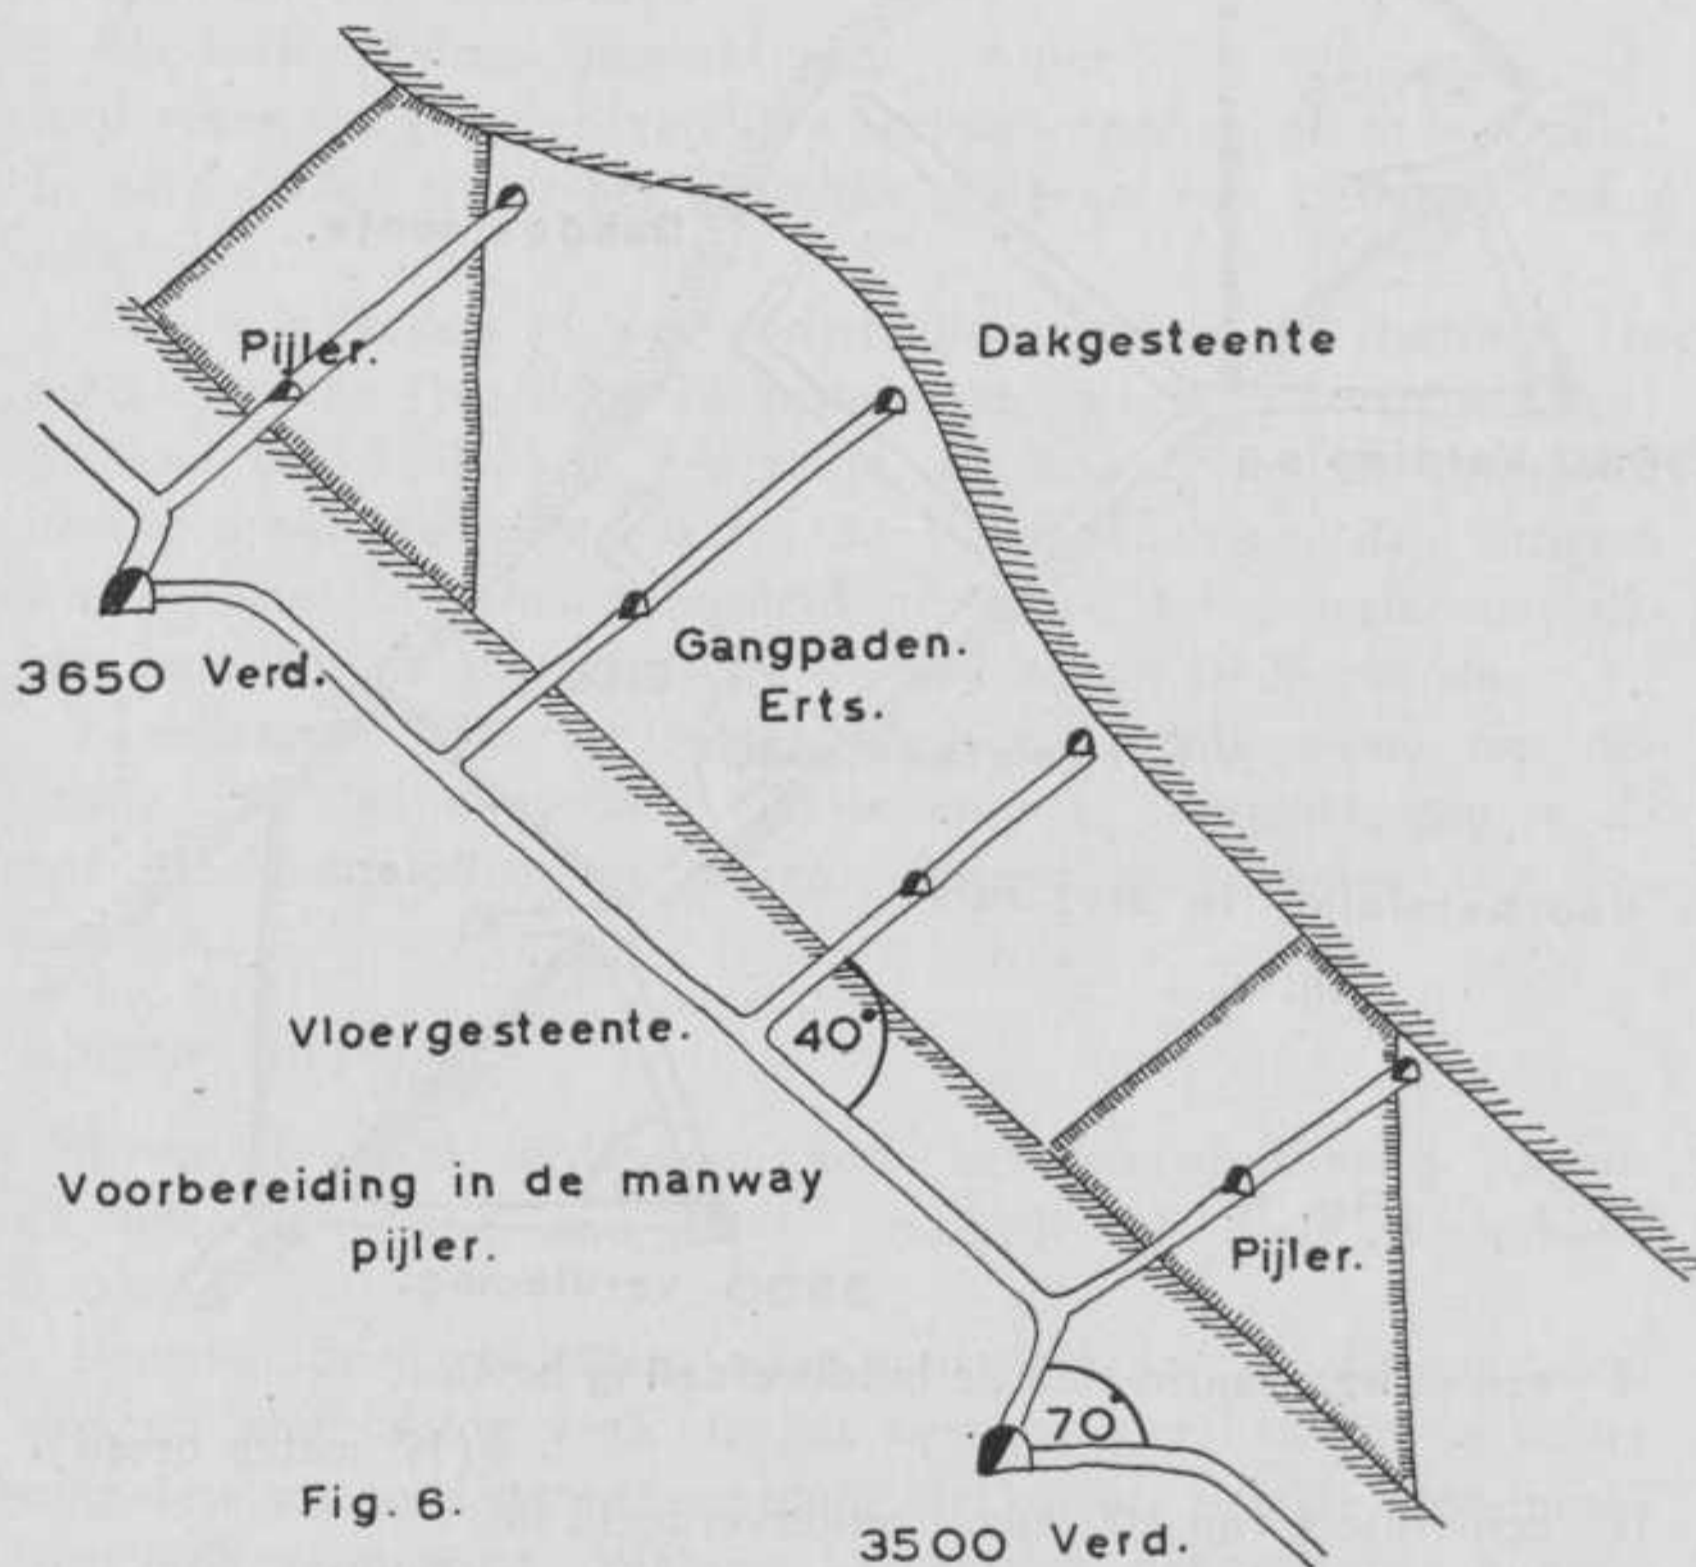 Dakgesteente
Pijler.
3650 Verd.
Gangpaden.
Erts.
Vloergesteente.
40°
Voorbereiding in de manway
pijler.
Pijler.
70°
Fig. 6.
3500 Verd.